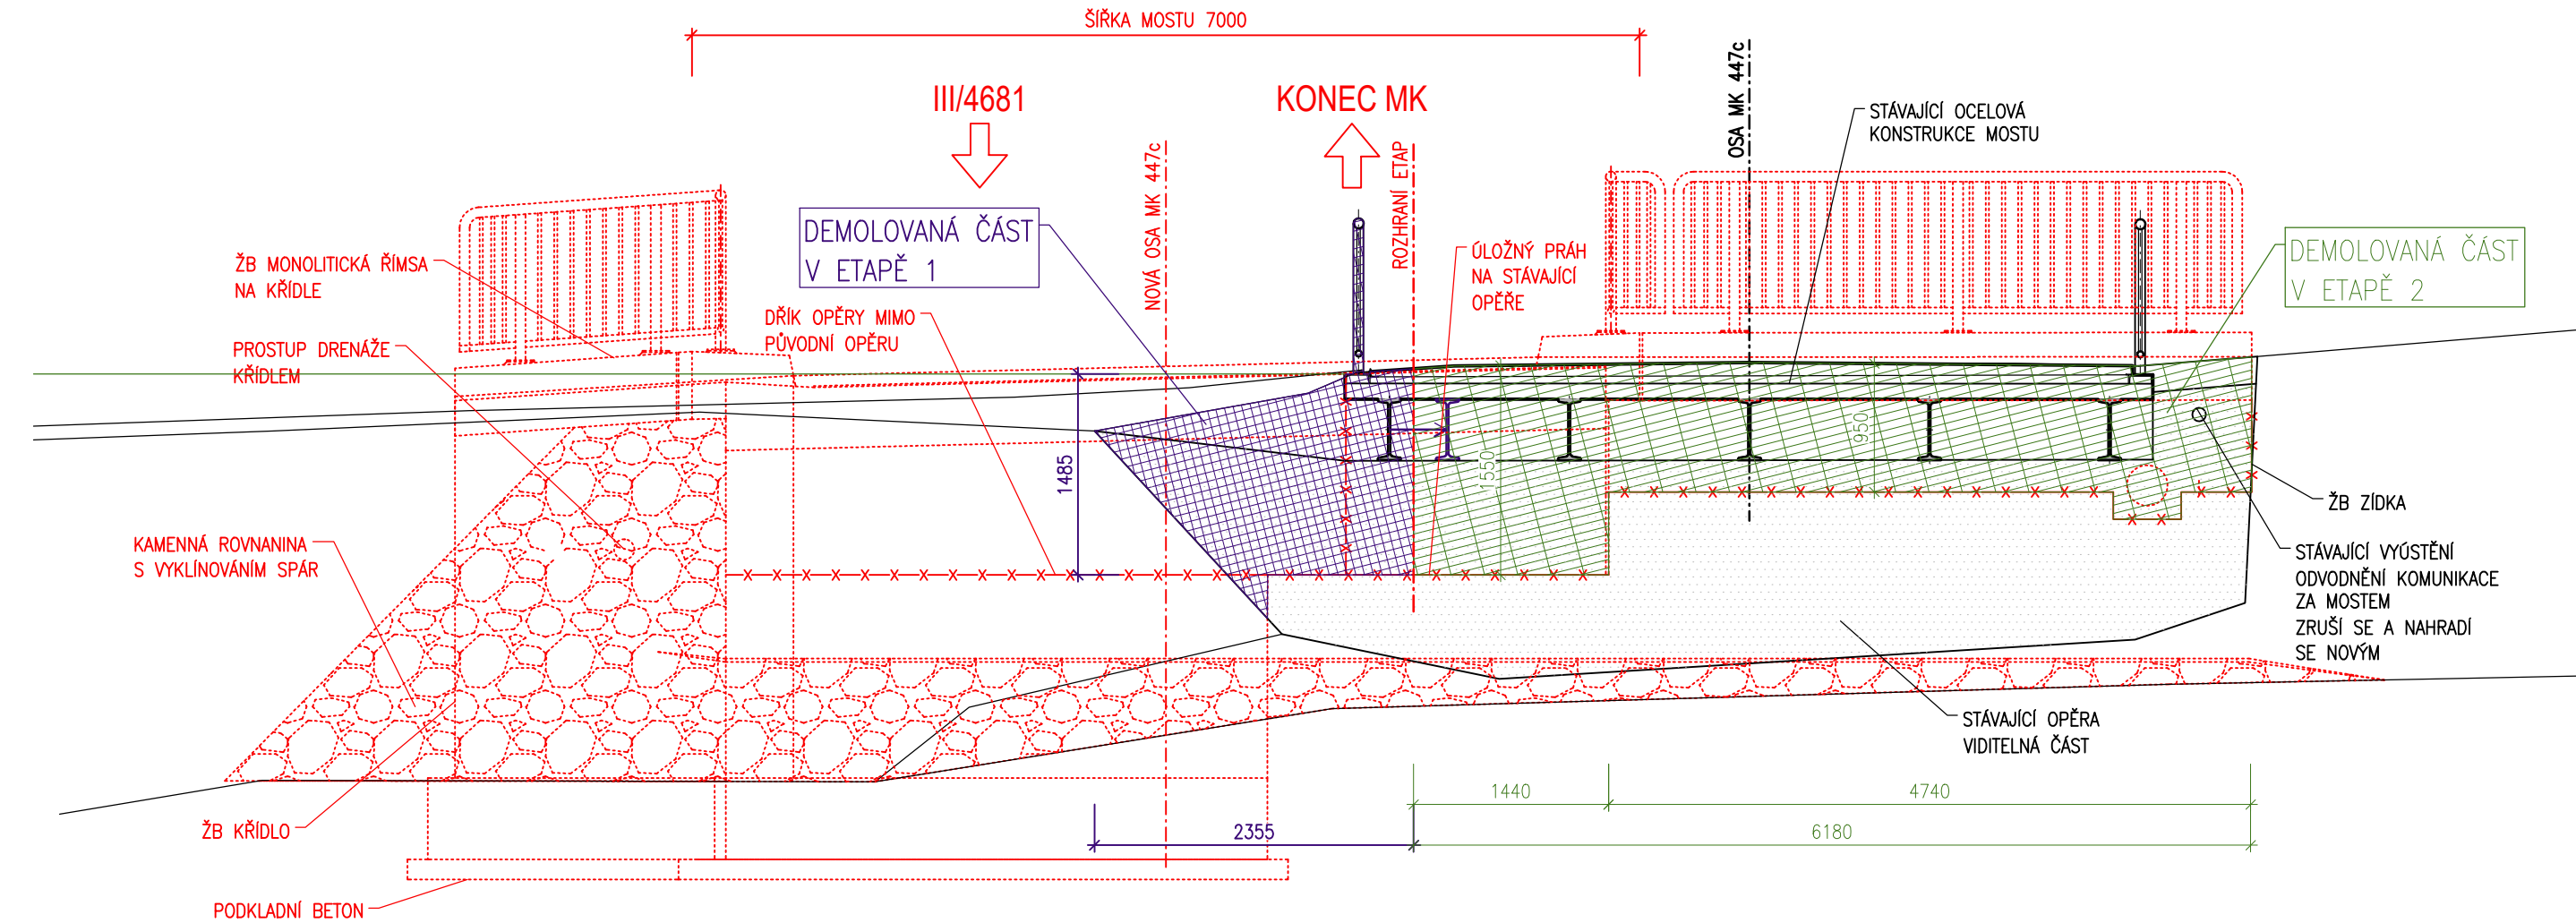 ŠÍŘKA MOSTU 7000
III/4681
KONEC MK
NOVÁ OSA MK 447c
ROZHRANÍ ETAP
OSA MK 447c
STÁVAJÍCÍ OCELOVÁ
KONSTRUKCE MOSTU
DEMOLOVANÁ ČÁST
V ETAPĚ 1
ÚLOŽNÝ PRÁH
NA STÁVAJÍCÍ
OPĚŘE
DEMOLOVANÁ ČÁST
V ETAPĚ 2
ŽB MONOLITICKÁ ŘÍMSA
NA KŘÍDLE
DŘÍK OPĚRY MIMO
PŮVODNÍ OPĚRU
PROSTUP DRENÁŽE
KŘÍDLEM
1485
1550
950
KAMENNÁ ROVNANINA
S VYKLÍNOVÁNÍM SPÁR
ŽB ZÍDKA
STÁVAJÍCÍ VYÚSTĚNÍ
ODVODNĚNÍ KOMUNIKACE
ZA MOSTEM
ZRUŠÍ SE A NAHRADÍ
SE NOVÝM
STÁVAJÍCÍ OPĚRA
VIDITELNÁ ČÁST
1440
4740
2355
6180
ŽB KŘÍDLO
PODKLADNÍ BETON